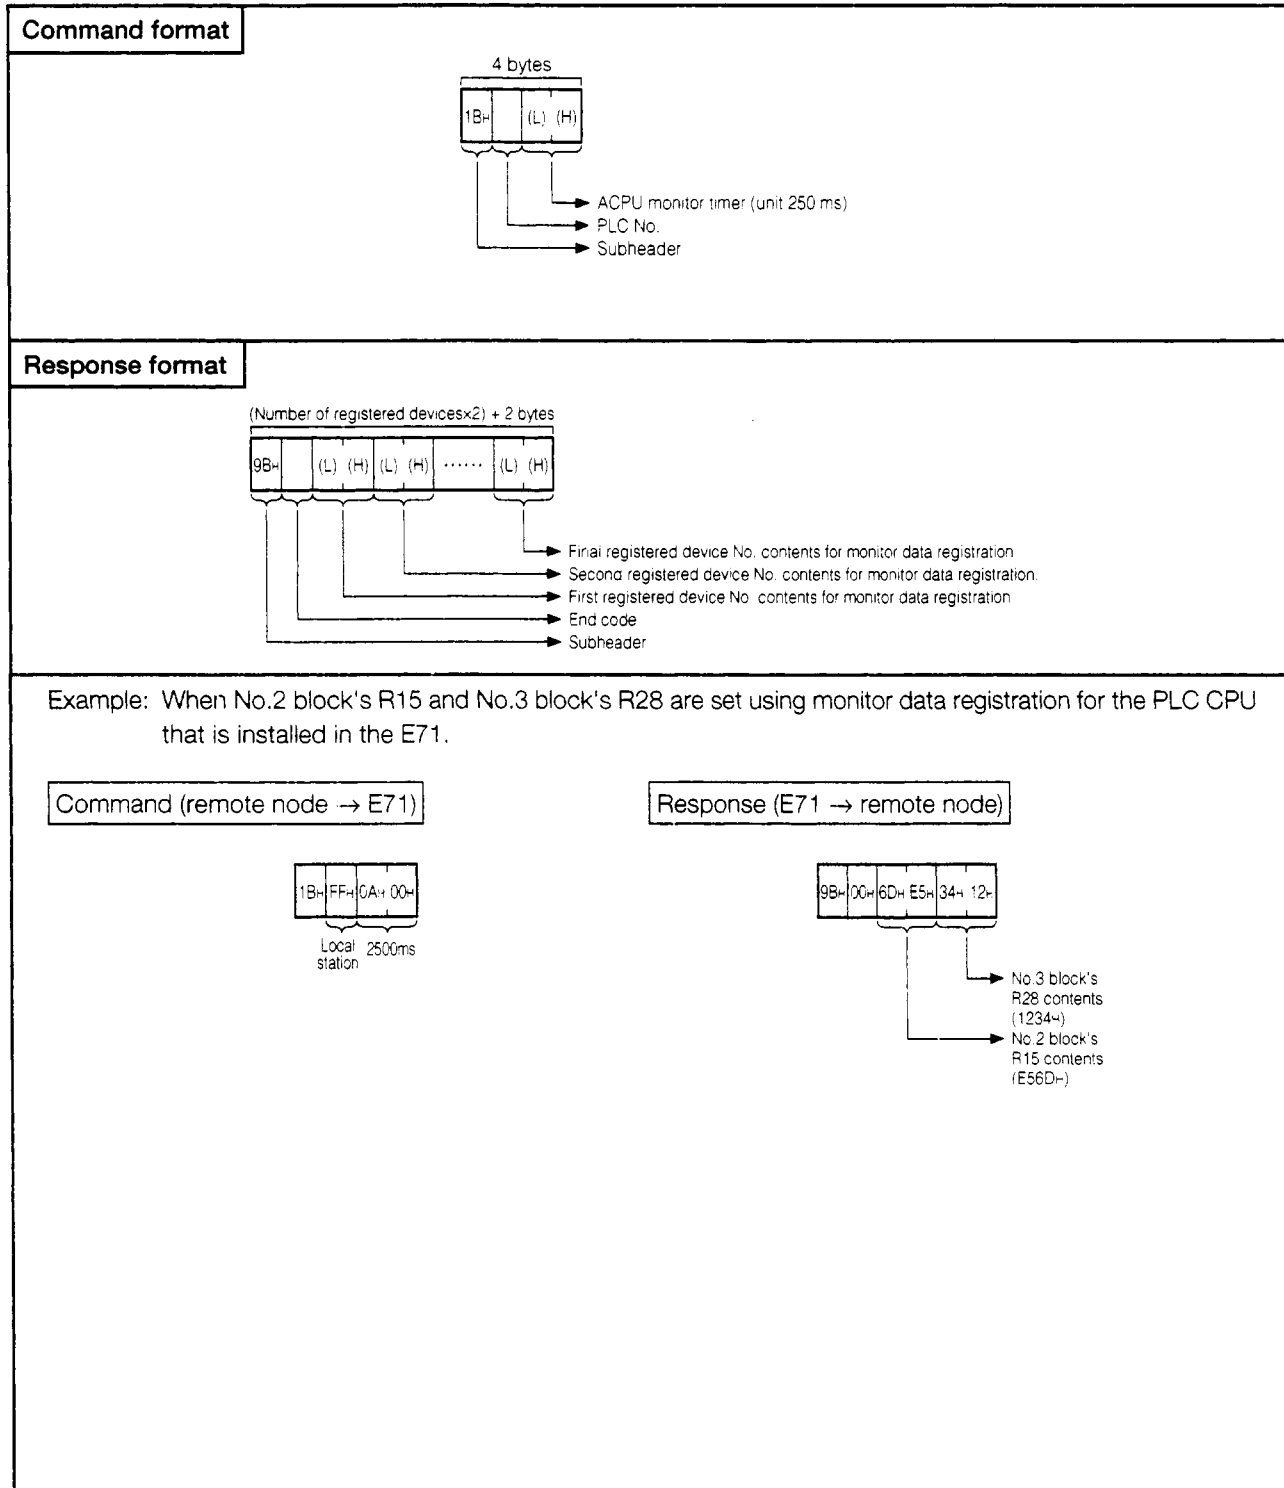 Command format
4 bytes
1BH (L) (H)
ACPU monitor timer (unit 250 ms)
PLC No.
Subheader
Response format
(Number of registered devices×2) + 2 bytes
9BH (L) (H) (L) (H) ...... (L) (H)
Final registered device No. contents for monitor data registration
Second registered device No. contents for monitor data registration.
First registered device No. contents for monitor data registration
End code
Subheader
Example: When No.2 block's R15 and No.3 block's R28 are set using monitor data registration for the PLC CPU
that is installed in the E71.
Command (remote node → E71)
Response (E71 → remote node)
1BH FFH 0AH 00H
Local station
2500ms
9BH 00H 6DH E5H 34H 12H
No.3 block's
R28 contents
(1234H)
No.2 block's
R15 contents
(E56DH)